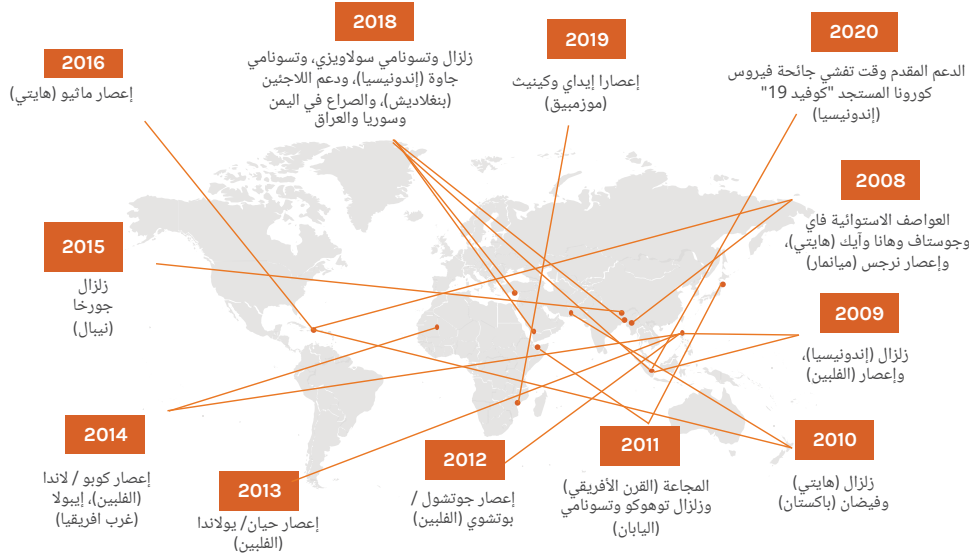 2018
زلزال وتسونامي سولاويزي، وتسونامي
جاوة (إندونيسيا)، ودعم اللاجئين
(بنغلاديش)، والصراع في اليمن
وسوريا والعراق
2019
إعصارا إيداي وكينيث
(موزمبيق)
2020
الدعم المقدم وقت تفشي جائحة فيروس
كورونا المستجد "كوفيد 19"
(إندونيسيا)
2016
إعصار ماثيو (هايتي)
2008
العواصف الاستوائية فاي
وجوستاف وهانا وآيك (هايتي)،
وإعصار نرجس (ميانمار)
2015
زلزال
جورخا
(نيبال)
2009
زلزال (إندونيسيا)،
وإعصار (الفلبين)
2014
إعصار كوبو / لاندا
(الفلبين)، إيبولا
(غرب افريقيا)
2013
إعصار حيان/ يولاندا
(الفلبين)
2012
إعصار جوتشول /
بوتشوي (الفلبين)
2011
المجاعة (القرن الأفريقي)
وزلزال توهوكو وتسونامي
(اليابان)
2010
زلزال (هايتي)
وفيضان (باكستان)